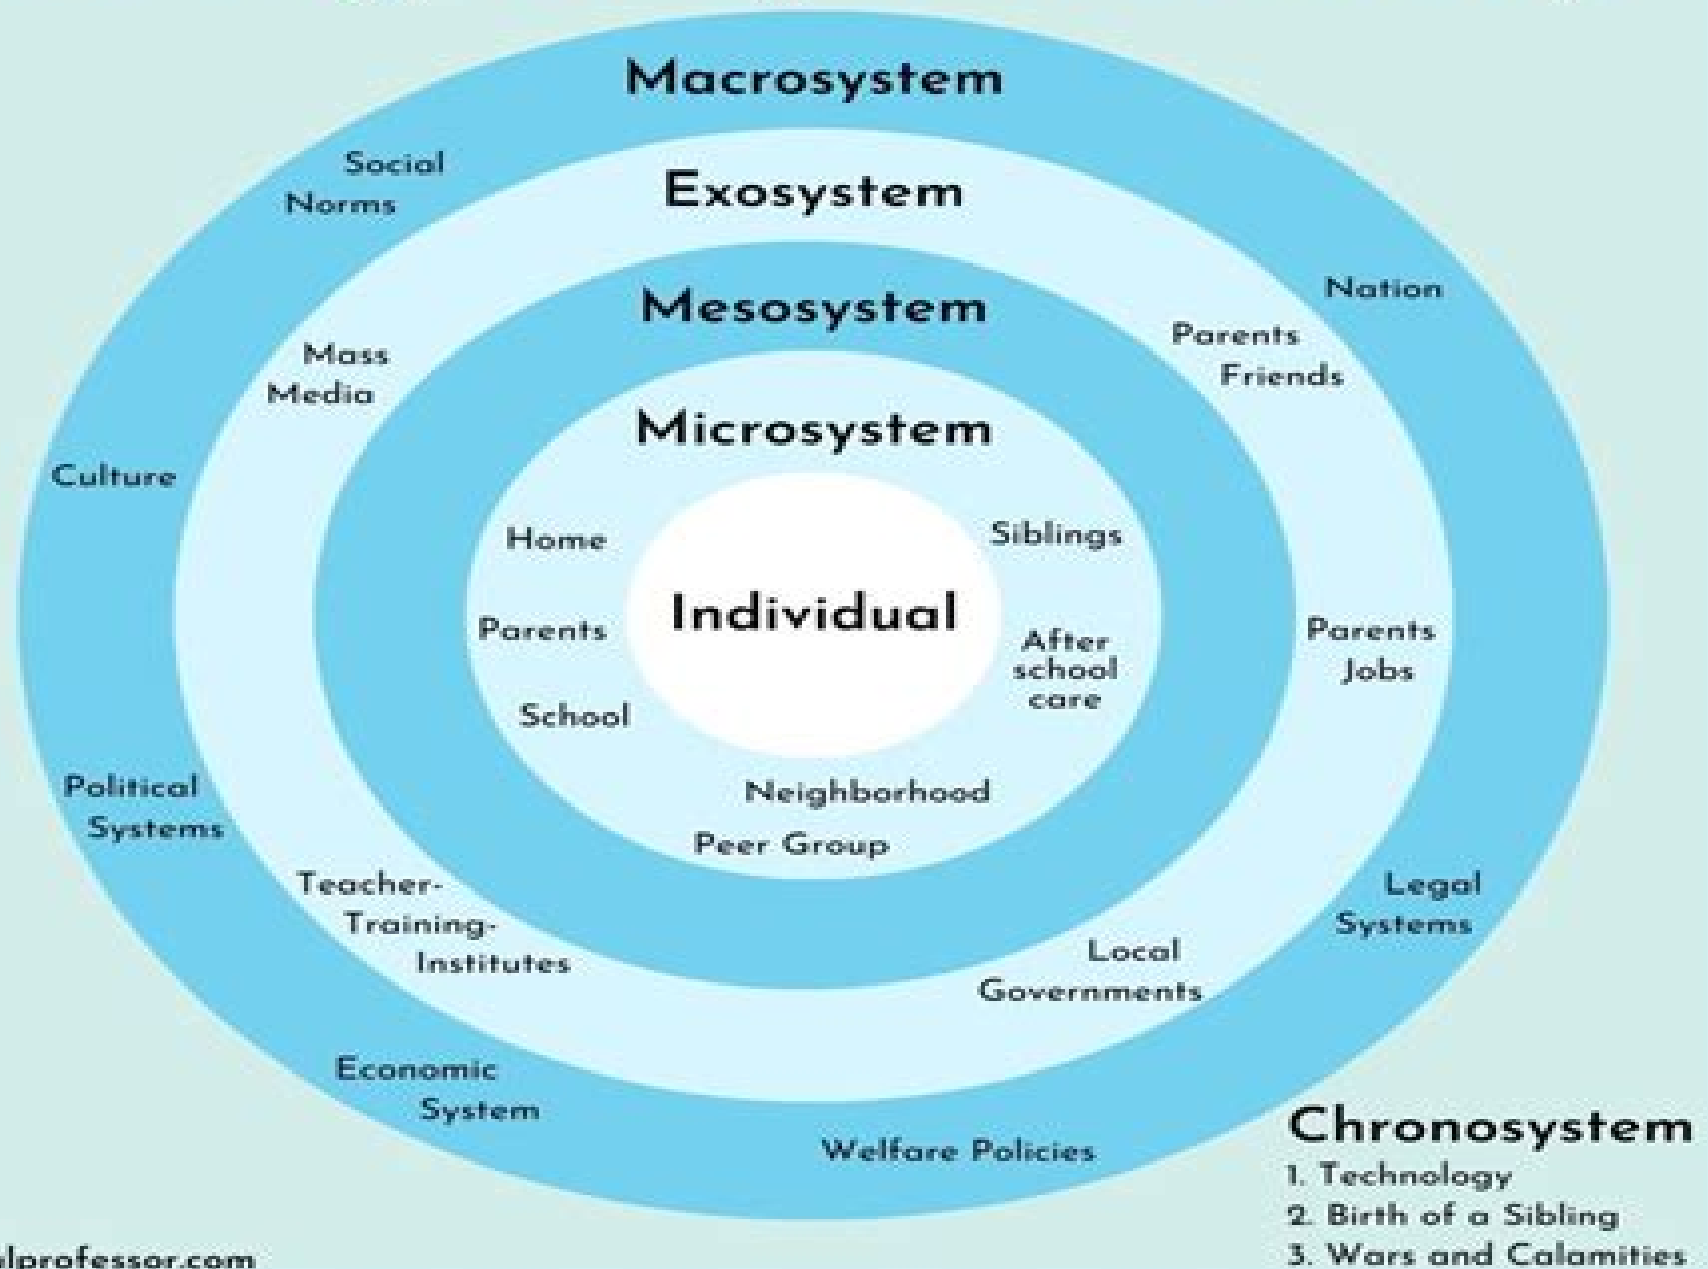 Macrosystem
Social
Norms
Exosystem
Nation
Mesosystem
Parents
Friends
Mass
Media
Microsystem
Culture
Home
Siblings
Individual
Parents
After
school
care
Parents
Jobs
School
Neighborhood
Political
Systems
Peer Group
Teacher-
Training-
Institutes
Legal
Systems
Local
Governments
Economic
System
Welfare Policies
Chronosystem
1. Technology
2. Birth of a Sibling
3. Wars and Calamities
lprofessor.com